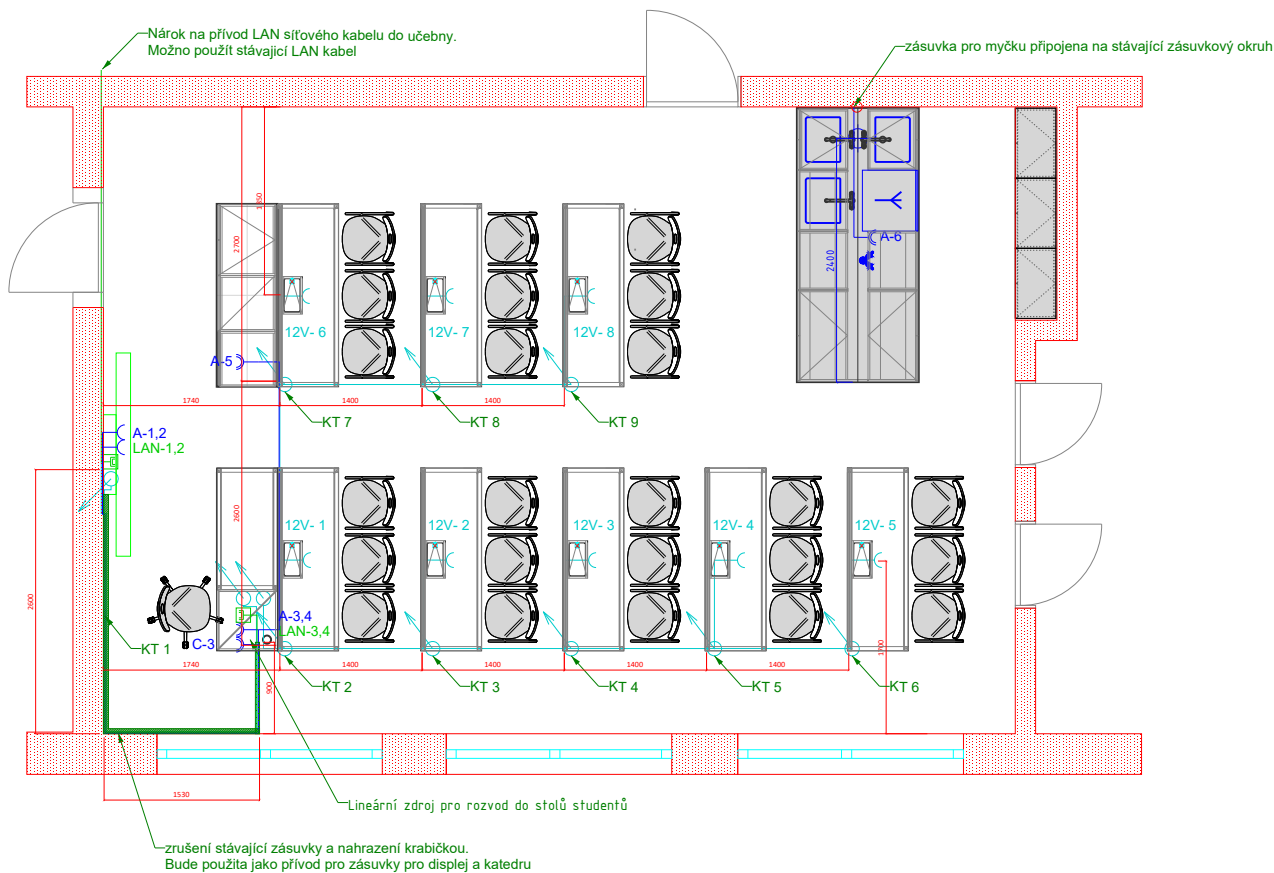 Nárok na přívod LAN síťového kabelu do učebny.
Možno použít stávajicí LAN kabel
zásuvka pro myčku připojena na stávající zásuvkový okruh
1350
2700
2400
A-6
12V- 6
12V- 7
12V- 8
A-5
1740
1400
1400
KT 7
KT 8
KT 9
A-1,2
LAN-1,2
2600
12V- 1
12V- 2
12V- 3
12V- 4
12V- 5
2600
A-3,4
LAN-3,4
C-3
KT 1
1740
1400
1400
1400
1400
1700
900
KT 2
KT 3
KT 4
KT 5
KT 6
1530
Lineární zdroj pro rozvod do stolů studentů
zrušení stávající zásuvky a nahrazení krabičkou.
Bude použita jako přívod pro zásuvky pro displej a katedru